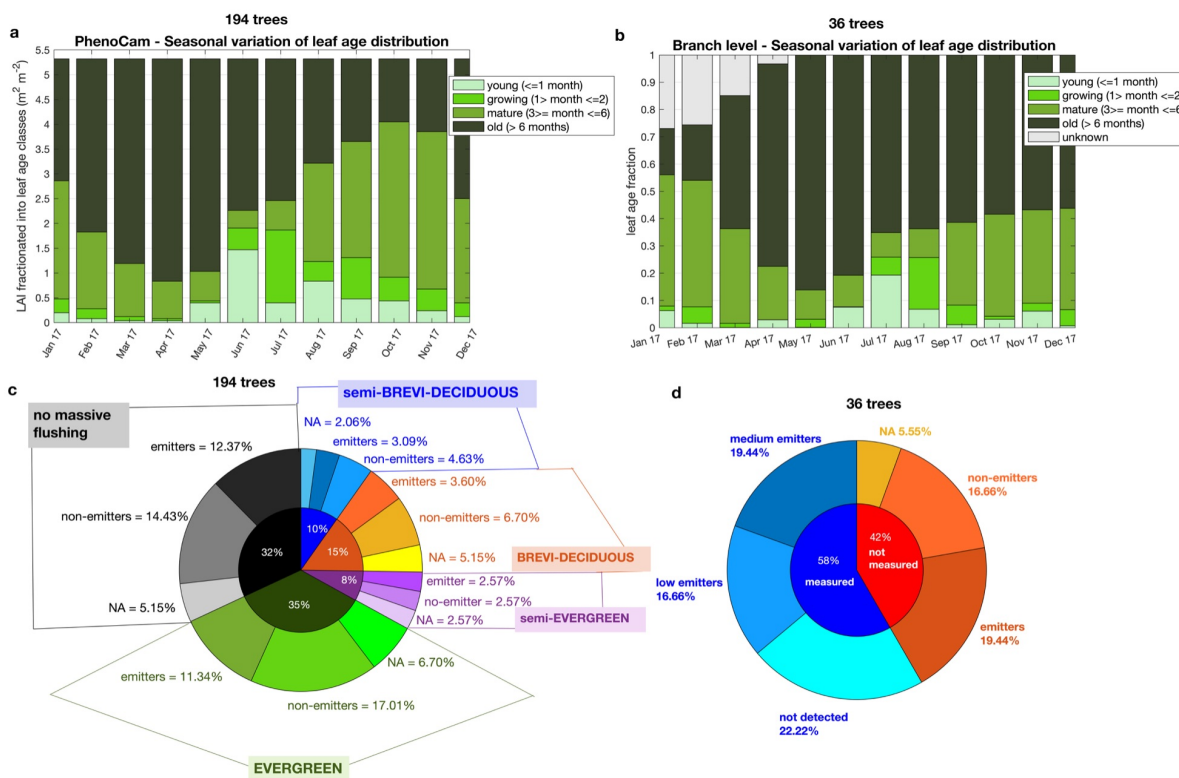 194 trees
a
PhenoCam - Seasonal variation of leaf age distribution
LAI fractionated into leaf age classes (m² m⁻²)
5.5
5
4.5
4
3.5
3
2.5
2
1.5
1
0.5
0
Jan 17
Feb 17
Mar 17
Apr 17
May 17
Jun 17
Jul 17
Aug 17
Sep 17
Oct 17
Nov 17
Dec 17
young (<=1 month)
growing (1> month <=2)
mature (3>= month <=6)
old (> 6 months)
36 trees
b
Branch level - Seasonal variation of leaf age distribution
leaf age fraction
1
0.9
0.8
0.7
0.6
0.5
0.4
0.3
0.2
0.1
0
Jan 17
Feb 17
Mar 17
Apr 17
May 17
Jun 17
Jul 17
Aug 17
Sep 17
Oct 17
Nov 17
Dec 17
young (<=1 month)
growing (1> month <=2)
mature (3>= month <=6)
old (> 6 months)
unknown
c
194 trees
semi-BREVI-DECIDUOUS
no massive
flushing
NA = 2.06%
emitters = 3.09%
non-emitters = 4.63%
emitters = 12.37%
emitters = 3.60%
non-emitters = 6.70%
non-emitters = 14.43%
10%
15%
32%
8%
35%
NA = 5.15%
BREVI-DECIDUOUS
emitter = 2.57%
no-emitter = 2.57%
NA = 2.57%
semi-EVERGREEN
NA = 5.15%
NA = 6.70%
emitters = 11.34%
non-emitters = 17.01%
EVERGREEN
d
36 trees
NA 5.55%
medium emitters
19.44%
non-emitters
16.66%
42%
not
measured
58%
measured
low emitters
16.66%
emitters
19.44%
not detected
22.22%